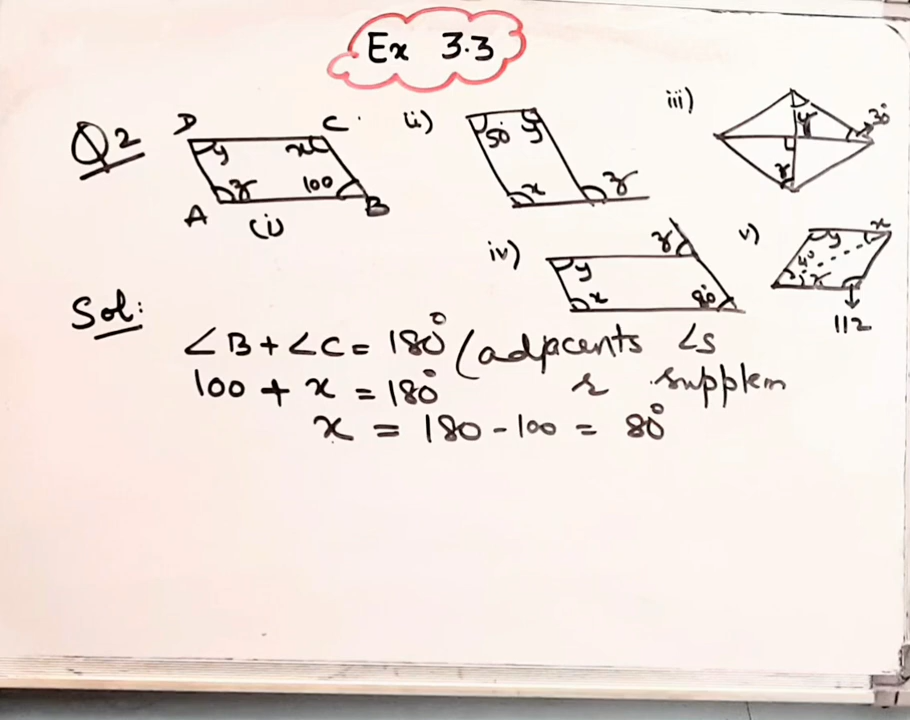 Ex 3.3
Q2
D C
y x
z 100
A B
(i)
(ii)
50° y
x z
iii)
30°
y
z
iv)
z
y
x 80°
v)
y x
40°
x
112
Sol:
∠B + ∠C = 180° (adjacents ∠s
100 + x = 180° r supplem
x = 180 - 100 = 80°